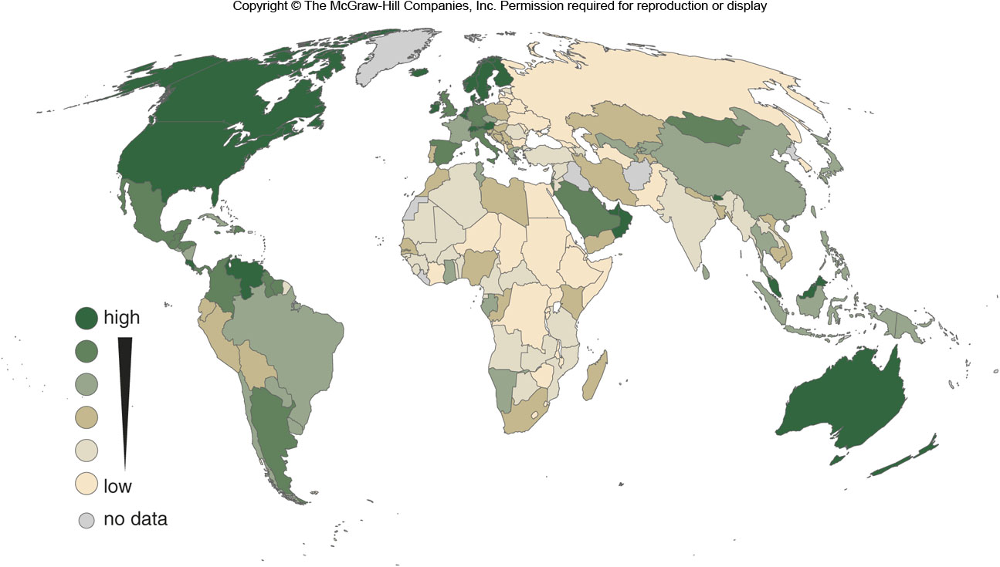 Copyright © The McGraw-Hill Companies, Inc. Permission required for reproduction or display
high
low
no data